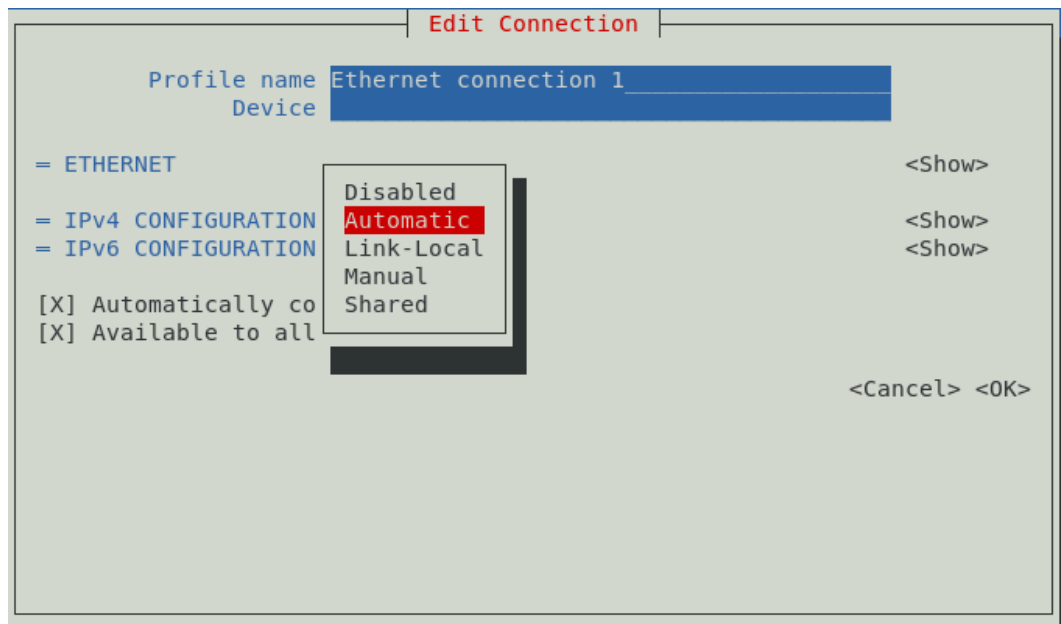 Edit Connection
Profile name Ethernet connection 1
Device
= ETHERNET <Show>
Disabled
= IPv4 CONFIGURATION Automatic <Show>
= IPv6 CONFIGURATION Link-Local <Show>
Manual
[X] Automatically co Shared
[X] Available to all
<Cancel> <OK>